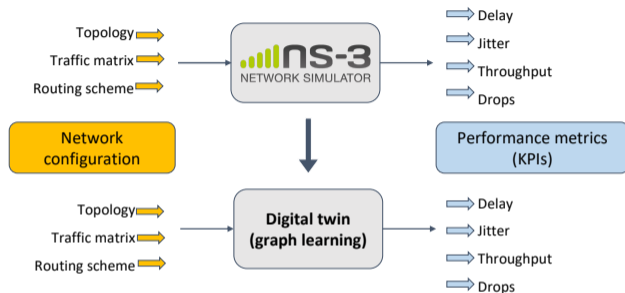 Topology
Traffic matrix
Routing scheme
ns-3
NETWORK SIMULATOR
Delay
Jitter
Throughput
Drops
Network
configuration
Performance metrics
(KPIs)
Topology
Traffic matrix
Routing scheme
Digital twin
(graph learning)
Delay
Jitter
Throughput
Drops